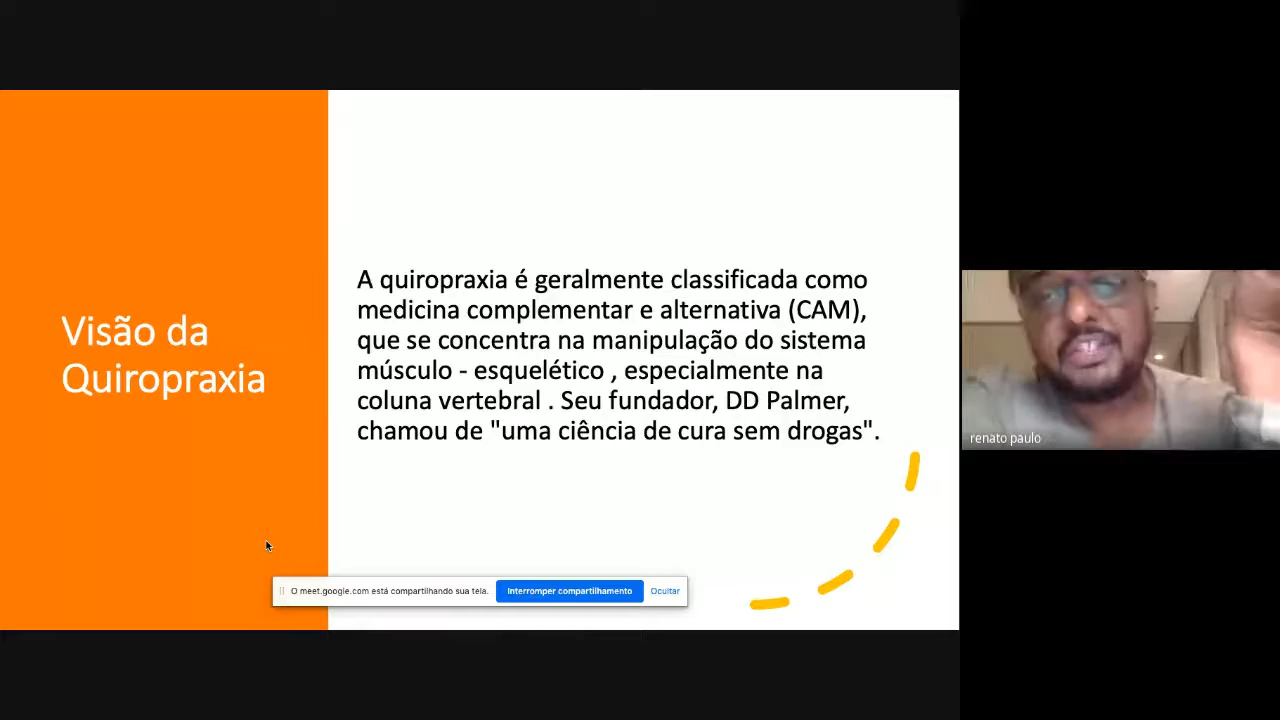 Visão da
Quiropraxia
A quiropraxia é geralmente classificada como
medicina complementar e alternativa (CAM),
que se concentra na manipulação do sistema
músculo - esquelético , especialmente na
coluna vertebral . Seu fundador, DD Palmer,
chamou de "uma ciência de cura sem drogas".
O meet.google.com está compartilhando sua tela.
Interromper compartilhamento
Ocultar
renato paulo